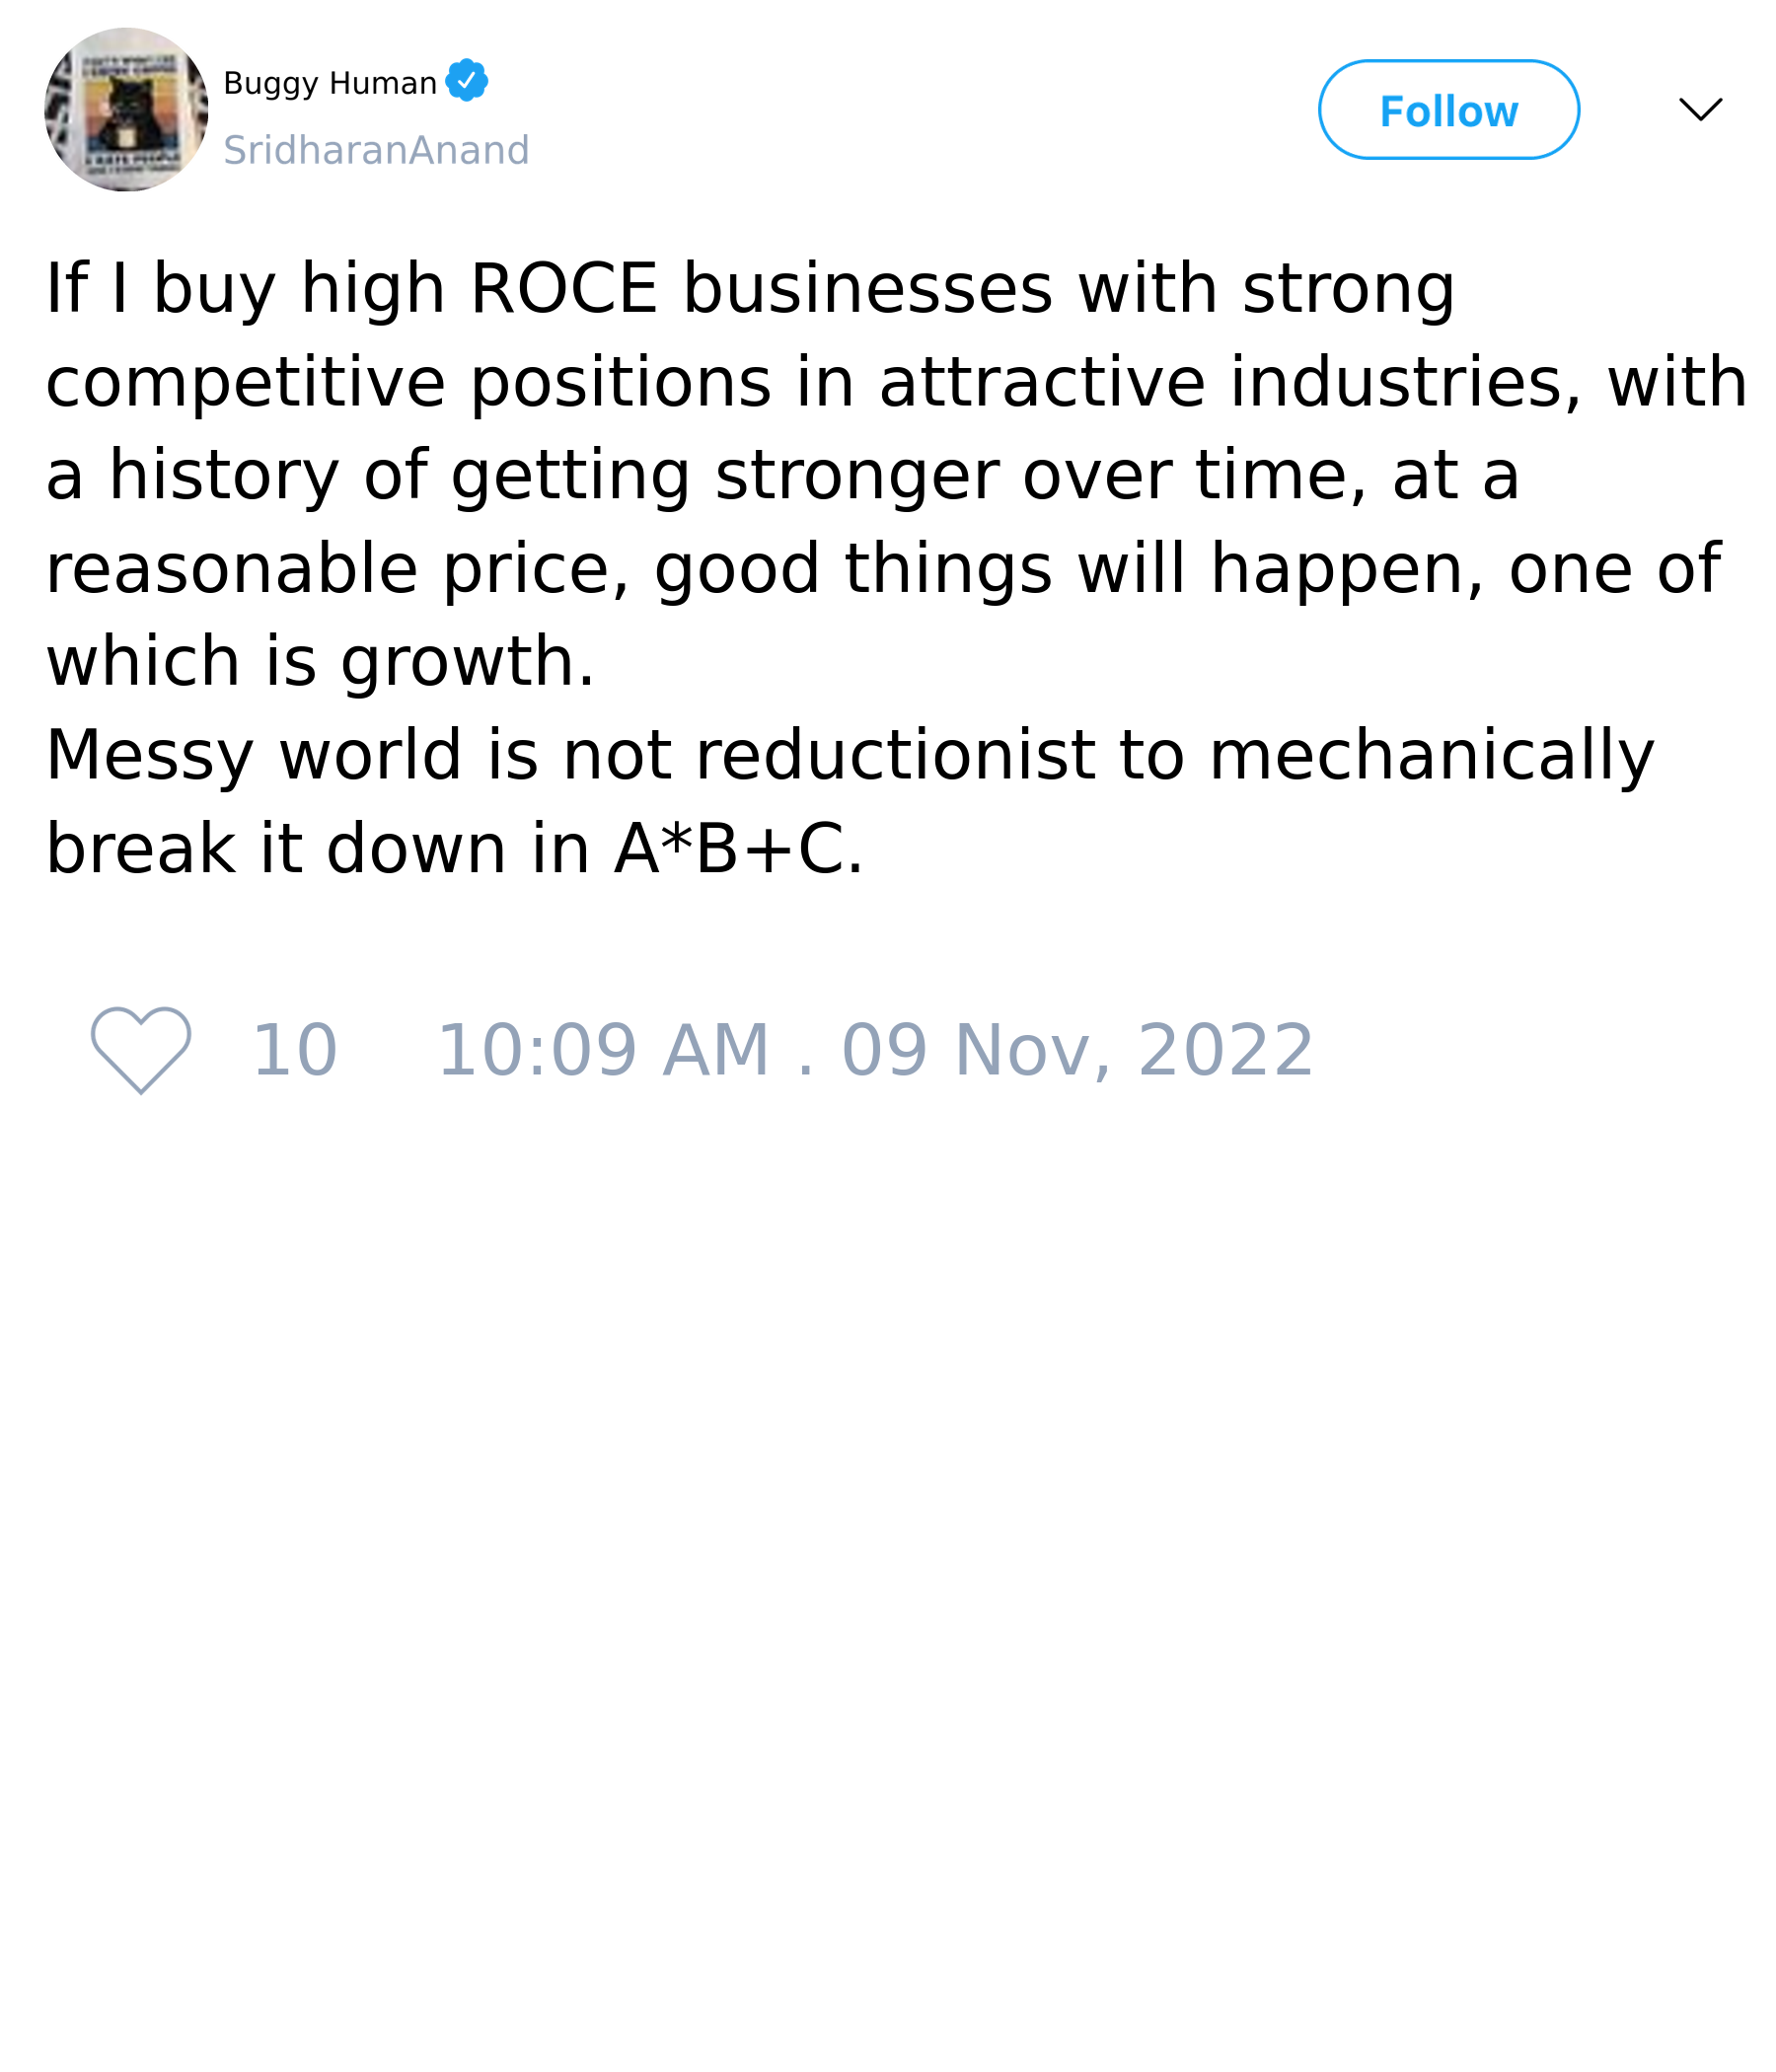 Buggy Human
SridharanAnand
Follow
If I buy high ROCE businesses with strong
competitive positions in attractive industries, with
a history of getting stronger over time, at a
reasonable price, good things will happen, one of
which is growth.
Messy world is not reductionist to mechanically
break it down in A*B+C.
10 10:09 AM . 09 Nov, 2022